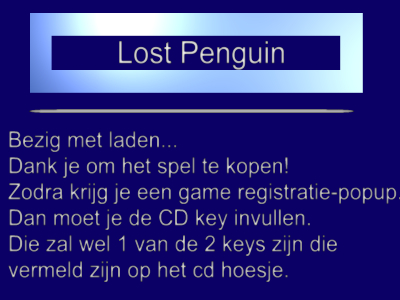 Lost Penguin
Bezig met laden...
Dank je om het spel te kopen!
Zodra krijg je een game registratie-popup.
Dan moet je de CD key invullen.
Die zal wel 1 van de 2 keys zijn die
vermeld zijn op het cd hoesje.